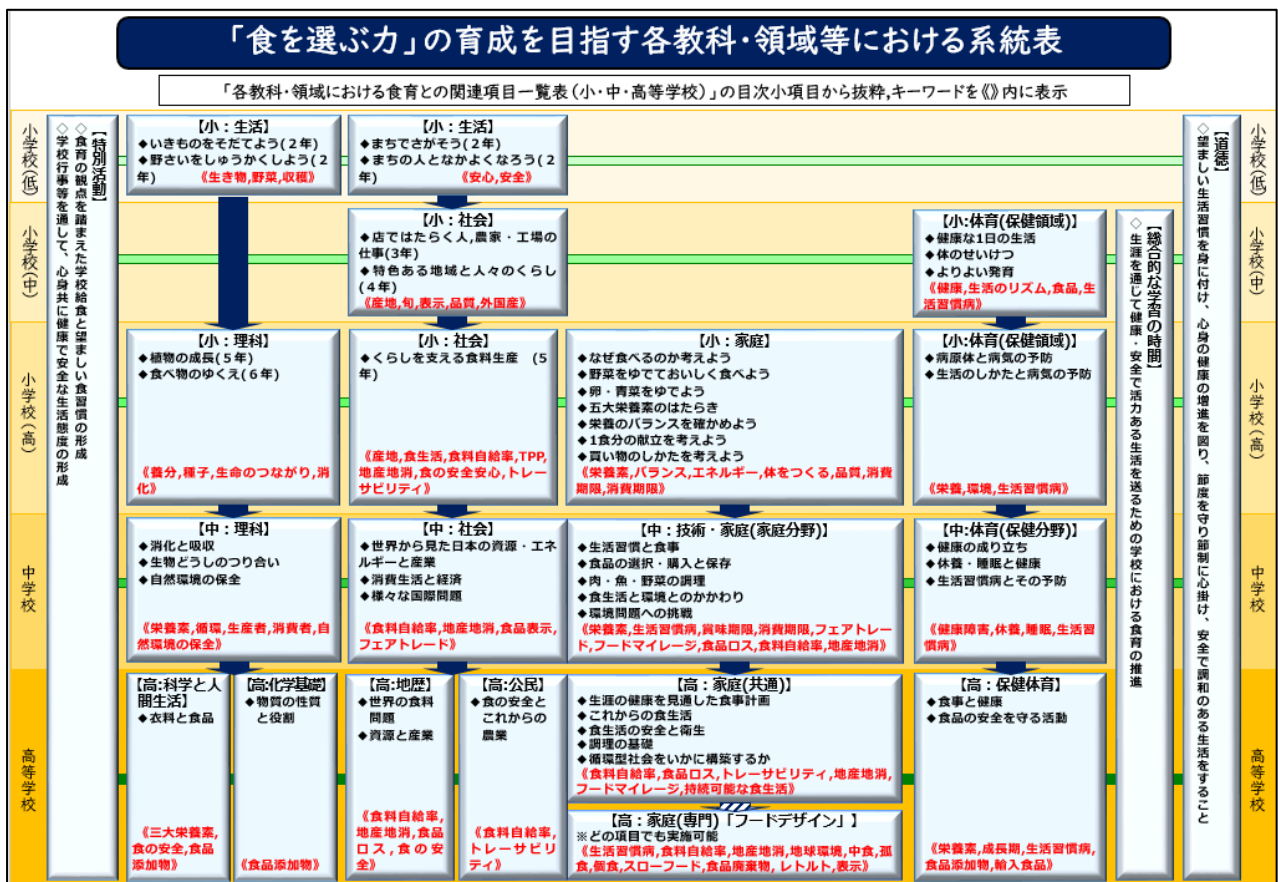 「食を選ぶ力」の育成を目指す各教科・領域等における系統表
「各教科・領域における食育との関連項目一覧表(小・中・高等学校)」の目次小項目から抜粋,キーワードを《》内に表示
小学校(低)
小学校(中)
小学校(高)
中学校
高等学校
【特別活動】
◇食育の観点を踏まえた学校給食と望ましい食習慣の形成
◇学校行事等を通して、心身共に健康で安全な生活態度の形成
【小:生活】
◆いきものをそだてよう(2年)
◆野さいをしゅうかくしよう(2
年) 《生き物,野菜,収穫》
【小:生活】
◆まちでさがそう(2年)
◆まちの人となかよくなろう(2
年) 《安心,安全》
【小:社会】
◆店ではたらく人,農家・工場の
仕事(3年)
◆特色ある地域と人々のくらし
(4年)
《産地,旬,表示,品質,外国産》
【小:体育(保健領域)】
◆健康な1日の生活
◆体のせいけつ
◆よりよい発育
《健康,生活のリズム,食品,生
活習慣病》
【小:理科】
◆植物の成長(5年)
◆食べ物のゆくえ(6年)
《養分,種子,生命のつながり,消
化》
【小:社会】
◆くらしを支える食料生産 (5
年)
《産地,食生活,食料自給率,TPP,
地産地消,食の安全安心,トレー
サビリティ》
【小:家庭】
◆なぜ食べるのか考えよう
◆野菜をゆでておいしく食べよう
◆卵・青菜をゆでよう
◆五大栄養素のはたらき
◆栄養のバランスを確かめよう
◆1食分の献立を考えよう
◆買い物のしかたを考えよう
《栄養素,バランス,エネルギー,体をつくる,品質,消費
期限,消費期限》
【小:体育(保健領域)】
◆病原体と病気の予防
◆生活のしかたと病気の予防
《栄養,環境,生活習慣病》
【中:理科】
◆消化と吸収
◆生物どうしのつり合い
◆自然環境の保全
《栄養素,循環,生産者,消費者,自
然環境の保全》
【中:社会】
◆世界から見た日本の資源・エネ
ルギーと産業
◆消費生活と経済
◆様々な国際問題
《食料自給率,地産地消,食品表示,
フェアトレード》
【中:技術・家庭(家庭分野)】
◆生活習慣と食事
◆食品の選択・購入と保存
◆肉・魚・野菜の調理
◆食生活と環境とのかかわり
◆環境問題への挑戦
《栄養素,生活習慣病,賞味期限,消費期限,フェアトレー
ド,フードマイレージ,食品ロス,食料自給率,地産地消》
【中:体育(保健分野)】
◆健康の成り立ち
◆休養・睡眠と健康
◆生活習慣病とその予防
《健康障害,休養,睡眠,生活習
慣病》
【高:科学と人
間生活】
◆衣料と食品
《三大栄養素,
食の安全,食品
添加物》
【高:化学基礎】
◆物質の性質
と役割
《食品添加物》
【高:地歴】
◆世界の食料
問題
◆資源と産業
《食料自給率,
地産地消,食品
ロス,食の安
全》
【高:公民】
◆食の安全と
これからの
農業
《食料自給率,
トレーサビリ
ティ》
【高:家庭(共通)】
◆生涯の健康を見通した食事計画
◆これからの食生活
◆食生活の安全と衛生
◆調理の基礎
◆循環型社会をいかに構築するか
《食料自給率,食品ロス,トレーサビリティ,地産地消,
フードマイレージ,持続可能な食生活》
【高:家庭(専門)「フードデザイン」】
※どの項目でも実施可能
《生活習慣病,食料自給率,地産地消,地球環境,中食,孤
食,個食,スローフード,食品廃棄物, レトルト,表示》
【高:保健体育】
◆食事と健康
◆食品の安全を守る活動
《栄養素,成長期,生活習慣病,
食品添加物,輸入食品》
【総合的な学習の時間】
◇生涯を通じて健康・安全で活力ある生活を送るための学校における食育の推進
【道徳】
◇望ましい生活習慣を身に付け、心身の健康の増進を図り、節度を守り節制に心掛け、安全で調和のある生活をすること
小学校(低)
小学校(中)
小学校(高)
中学校
高等学校